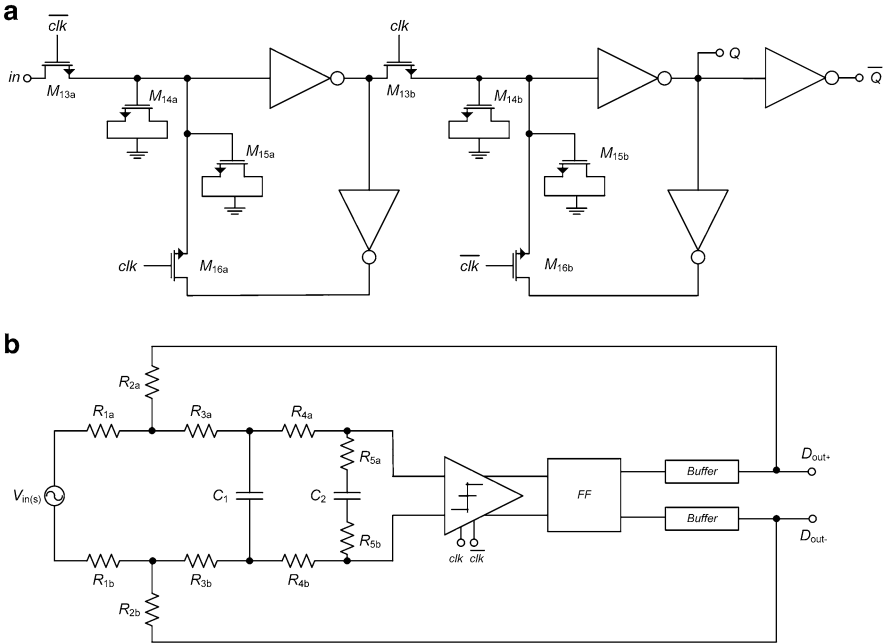 a
clk
clk
in
M13a
M14a
M15a
M16a
clk
M13b
M14b
M15b
M16b
clk
Q
Q
b
R2a
R1a
R3a
R4a
R5a
Vin(s)
C1
C2
R5b
R1b
R3b
R4b
R2b
clk
clk
FF
Buffer
Buffer
Dout+
Dout-